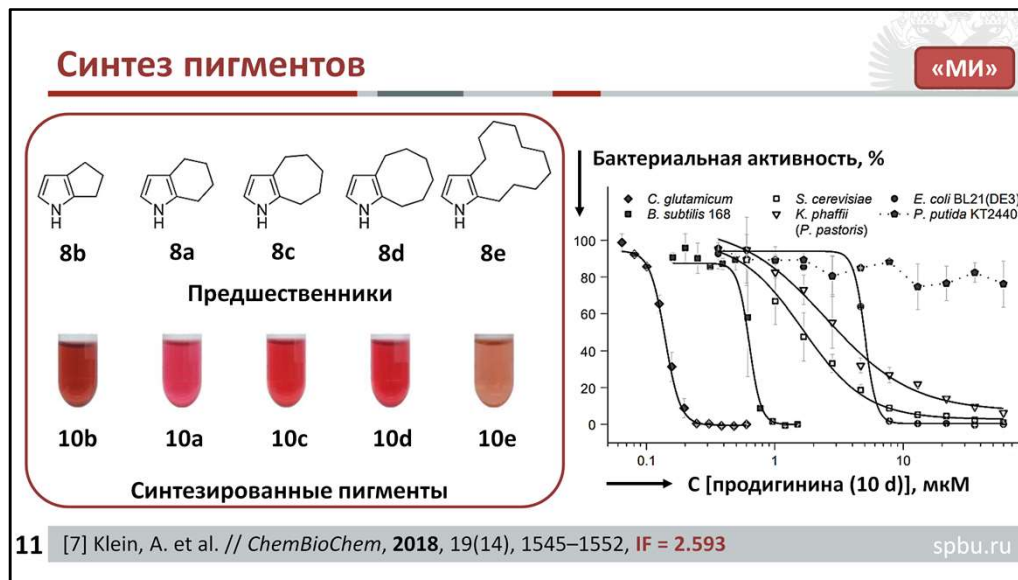 Синтез пигментов
«МИ»
N
H
N
H
N
H
N
H
N
H
8b 8a 8c 8d 8e
Предшественники
10b 10a 10c 10d 10e
Синтезированные пигменты
Бактериальная активность, %
C. glutamicum S. cerevisiae E. coli BL21(DE3)
B. subtilis 168 K. phaffii P. putida KT2440
(P. pastoris)
100
80
60
40
20
0
0.1 1 10
C [продигинина (10 d)], мкМ
11 [7] Klein, A. et al. // ChemBioChem, 2018, 19(14), 1545–1552, IF = 2.593 spbu.ru